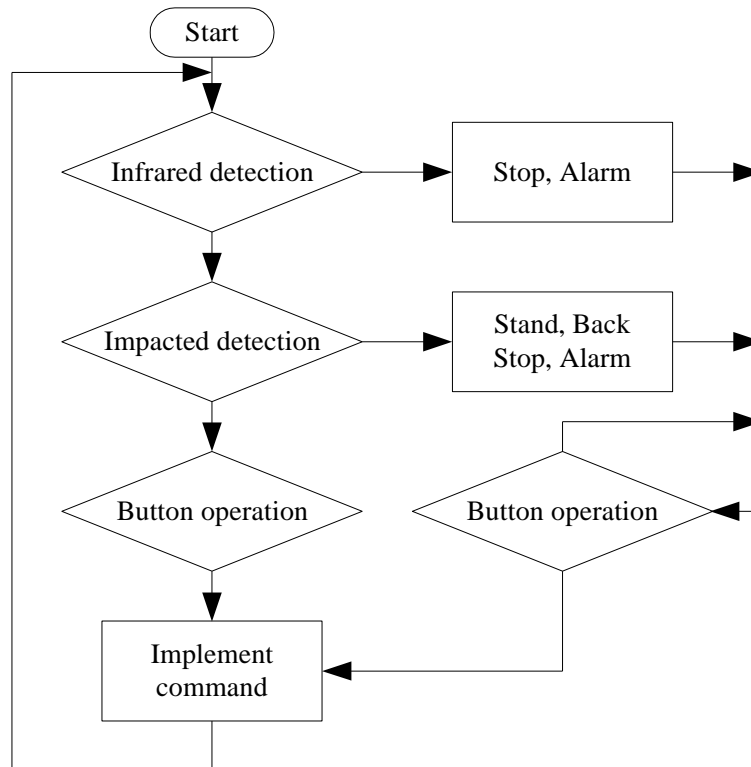 Start
Infrared detection
Stop, Alarm
Impacted detection
Stand, Back
Stop, Alarm
Button operation
Button operation
Implement
command